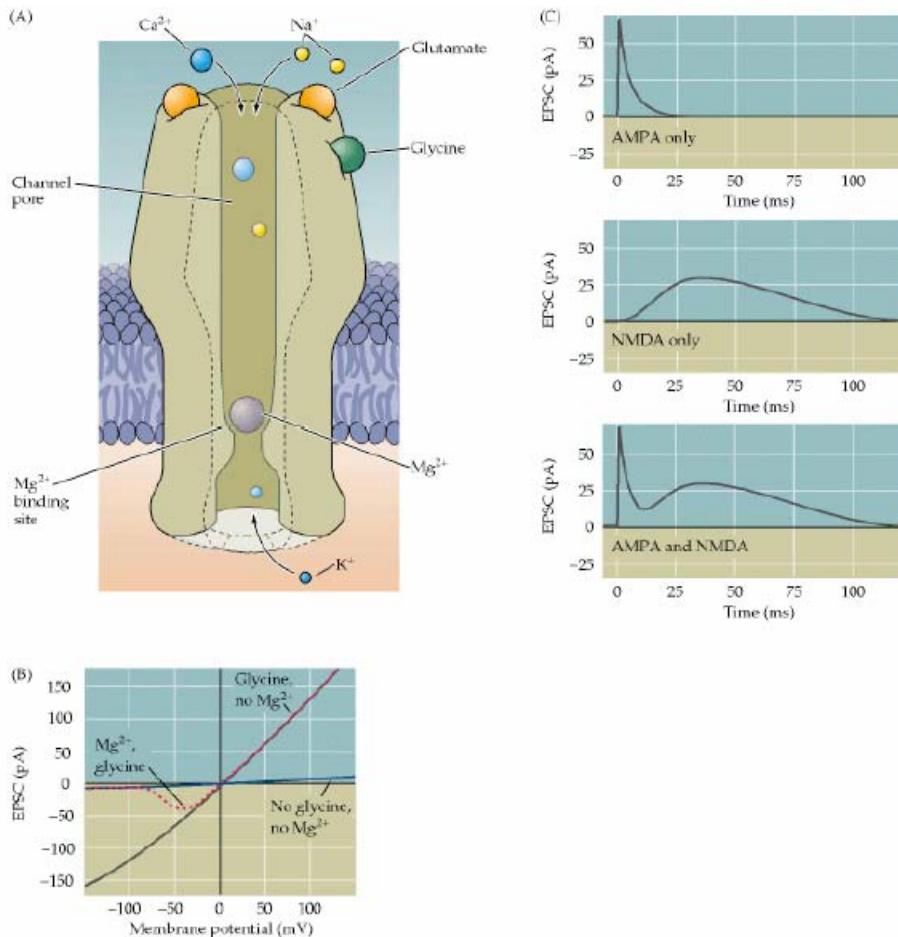 (A)
Ca2+
Na+
Glutamate
Glycine
Channel
pore
Mg2+
binding
site
Mg2+
K+
(B)
EPSC (pA)
150
100
50
0
−50
−100
−150
Glycine,
no Mg2+
Mg2+,
glycine
No glycine,
no Mg2+
−100 −50 0 50 100
Membrane potential (mV)
(C)
EPSC (pA)
50
25
0
−25
AMPA only
0 25 50 75 100
Time (ms)
EPSC (pA)
50
25
0
−25
NMDA only
0 25 50 75 100
Time (ms)
EPSC (pA)
50
25
0
−25
AMPA and NMDA
0 25 50 75 100
Time (ms)